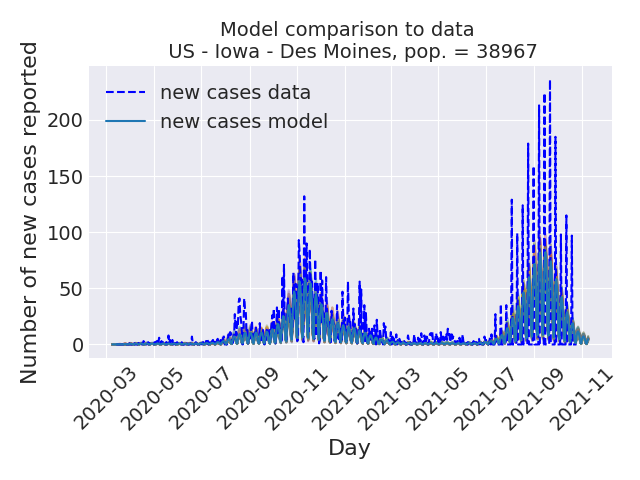 Model comparison to data
US - Iowa - Des Moines, pop. = 38967
new cases data
new cases model
Number of new cases reported
200
150
100
50
0
2020-03
2020-05
2020-07
2020-09
2020-11
2021-01
2021-03
2021-05
2021-07
2021-09
2021-11
Day